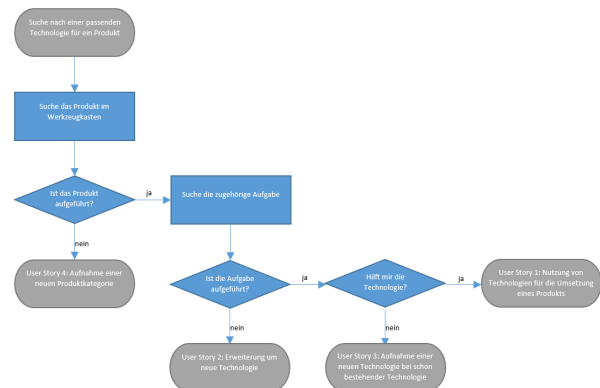 Suche nach einer passenden
Technologie für ein Produkt
Suche das Produkt im
Werkzeugkasten
Ist das Produkt
aufgeführt?
ja
Suche die zugehörige Aufgabe
nein
User Story 4: Aufnahme einer
neuen Produktkategorie
Ist die Aufgabe
aufgeführt?
ja
Hilft mir die
Technologie?
ja
User Story 1: Nutzung von
Technologien für die Umsetzung
eines Produkts
nein
nein
User Story 2: Erweiterung um
neue Technologie
User Story 3: Aufnahme einer
neuen Technologie bei schon
bestehender Technologie